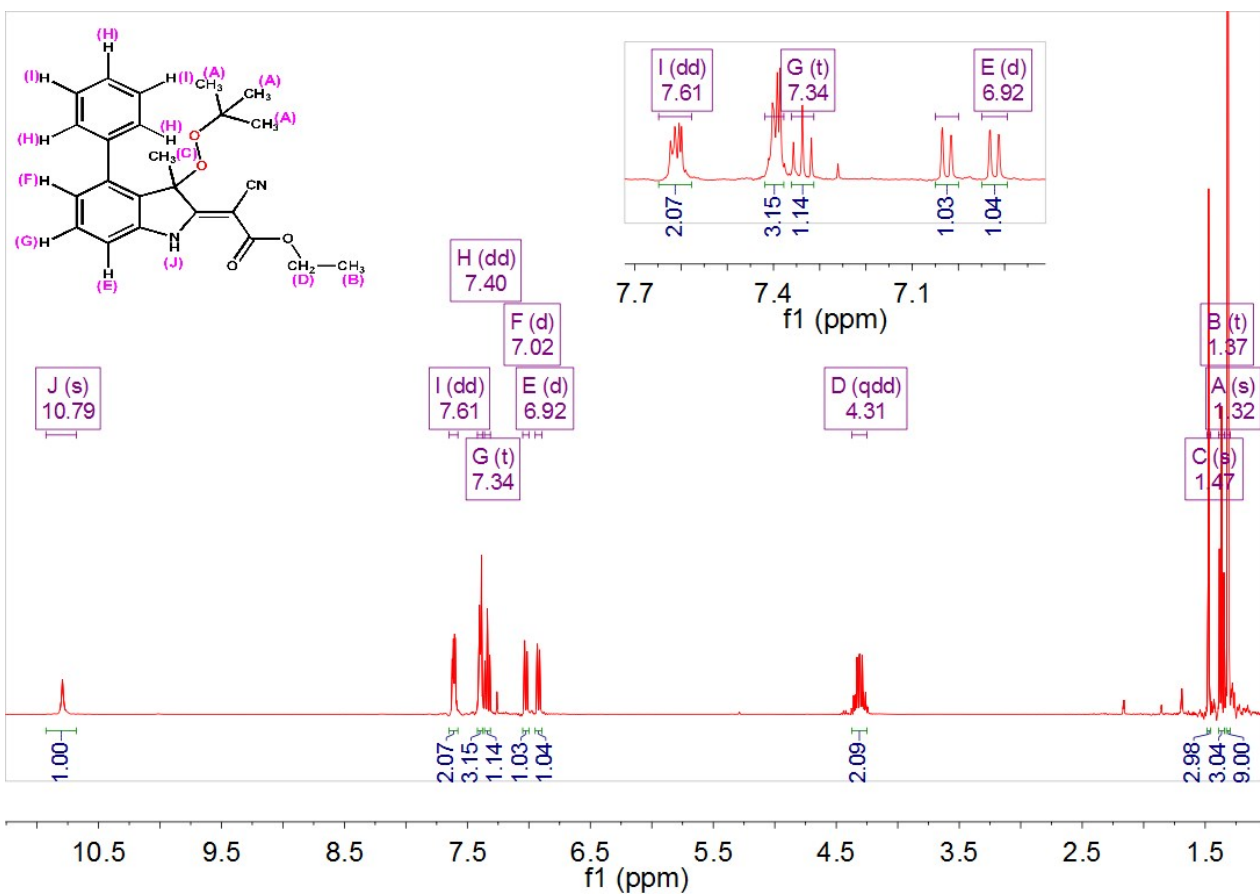 (H)
(I) H H H (I) CH₃ (A) (A) CH₃
(H) H H (H) O CH₃ (A)
CH₃ (C) O
(F) H CN
(G) H N H (J) O O CH₃
H (E) CH₂ (D) (B)
I (dd) 7.61
G (t) 7.34
E (d) 6.92
2.07 3.15 1.14 1.03 1.04
7.7 7.4 7.1
f1 (ppm)
H (dd)
7.40
F (d)
7.02
B (t)
1.37
J (s)
10.79
I (dd)
7.61
E (d)
6.92
D (qdd)
4.31
A (s)
1.32
G (t)
7.34
C (s)
1.47
1.00 2.07 3.15 1.14 1.03 1.04 2.09 2.98 3.04 9.00
10.5 9.5 8.5 7.5 6.5 5.5 4.5 3.5 2.5 1.5
f1 (ppm)